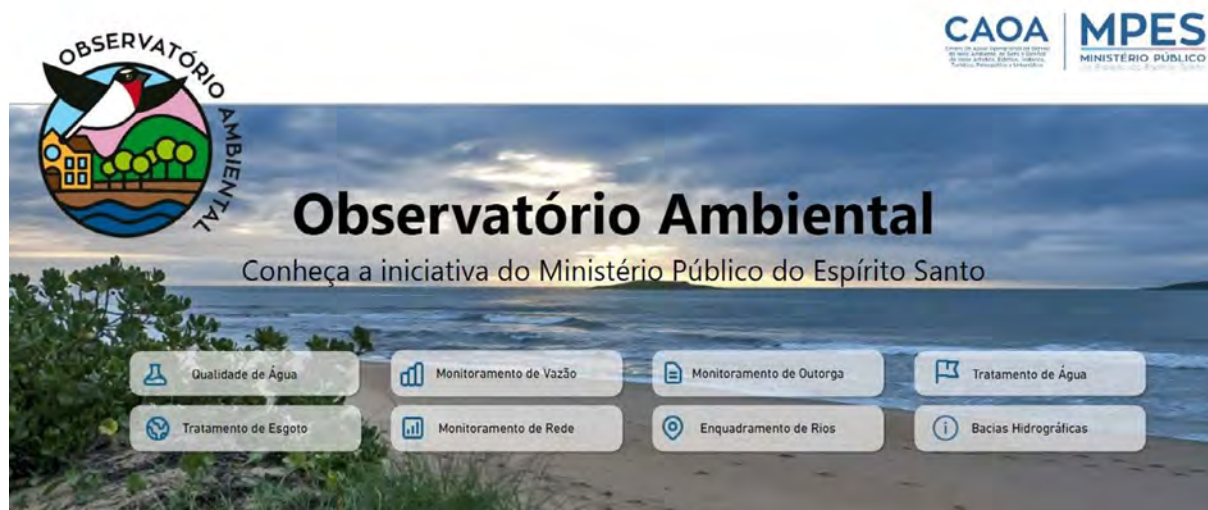 OBSERVATÓRIO AMBIENTAL
CAOA
MPES
MINISTÉRIO PÚBLICO
Observatório Ambiental
Conheça a iniciativa do Ministério Público do Espírito Santo
Qualidade de Água
Monitoramento de Vazão
Monitoramento de Outorga
Tratamento de Água
Tratamento de Esgoto
Monitoramento de Rede
Enquadramento de Rios
Bacias Hidrográficas